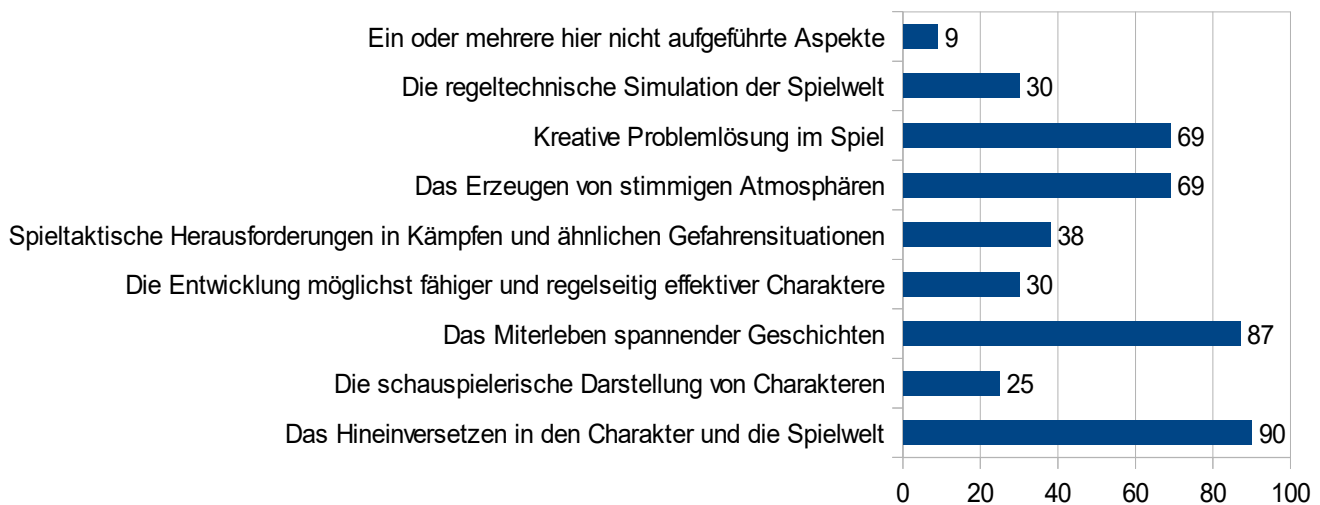 Ein oder mehrere hier nicht aufgeführte Aspekte 9
Die regeltechnische Simulation der Spielwelt 30
Kreative Problemlösung im Spiel 69
Das Erzeugen von stimmigen Atmosphären 69
Spieltaktische Herausforderungen in Kämpfen und ähnlichen Gefahrensituationen 38
Die Entwicklung möglichst fähiger und regelseitig effektiver Charaktere 30
Das Miterleben spannender Geschichten 87
Die schauspielerische Darstellung von Charakteren 25
Das Hineinversetzen in den Charakter und die Spielwelt 90
0 20 40 60 80 100